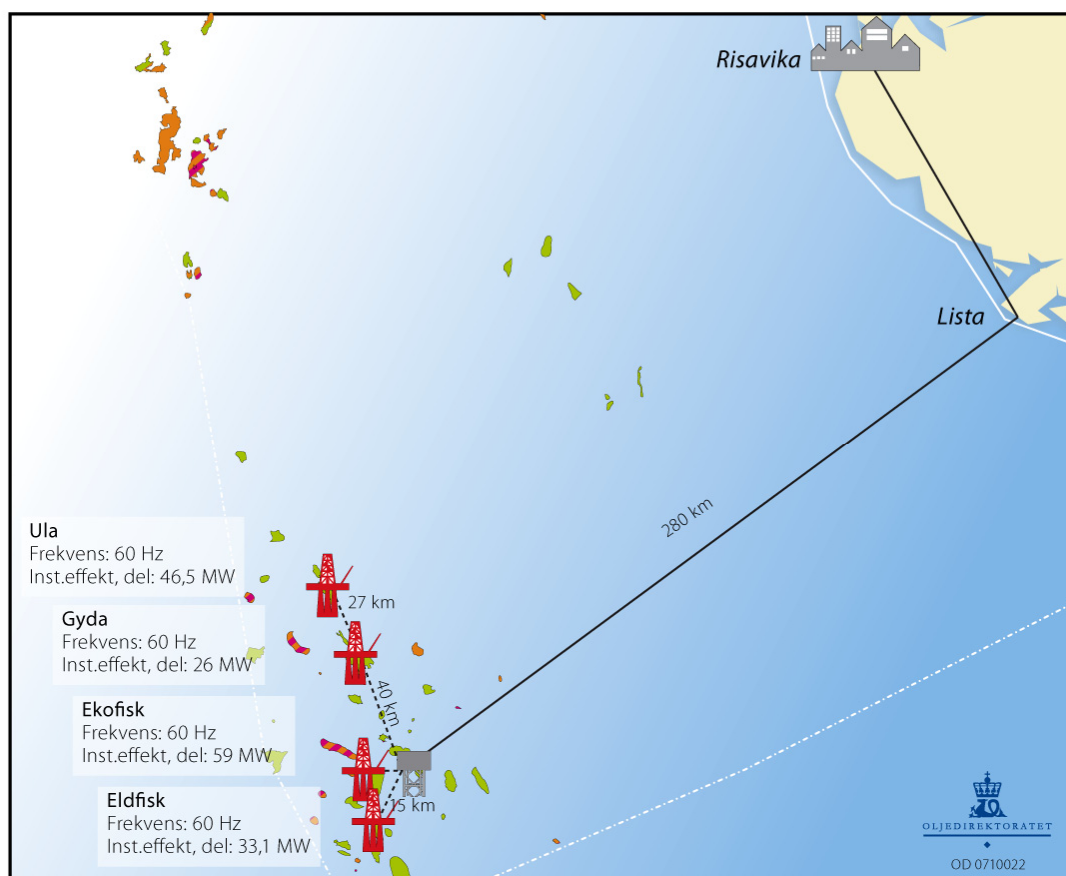 Risavika
Lista
280 km
Ula
Frekvens: 60 Hz
Inst.effekt, del: 46,5 MW
27 km
Gyda
Frekvens: 60 Hz
Inst.effekt, del: 26 MW
40 km
Ekofisk
Frekvens: 60 Hz
Inst.effekt, del: 59 MW
Eldfisk
Frekvens: 60 Hz
Inst.effekt, del: 33,1 MW
15 km
OLJEDIREKTORATET
OD 0710022